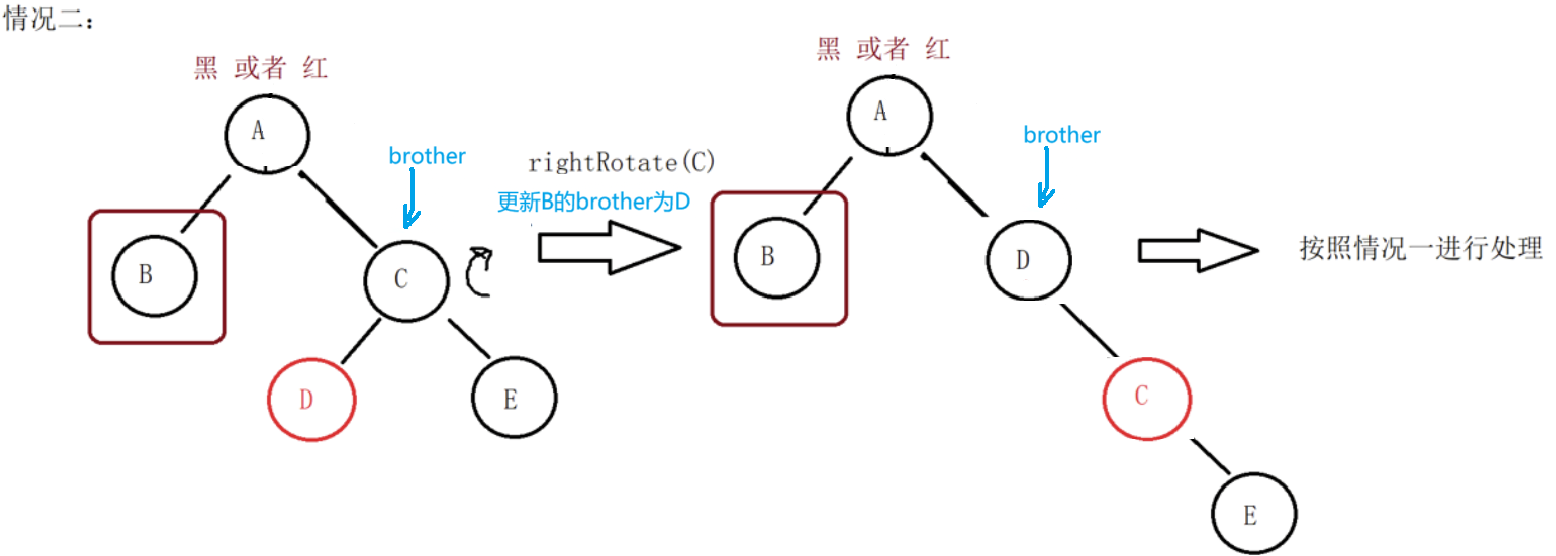 情况二：
黑 或者 红
A
brother
B
C
D
E
rightRotate(C)
更新B的brother为D
黑 或者 红
A
brother
B
D
C
E
按照情况一进行处理